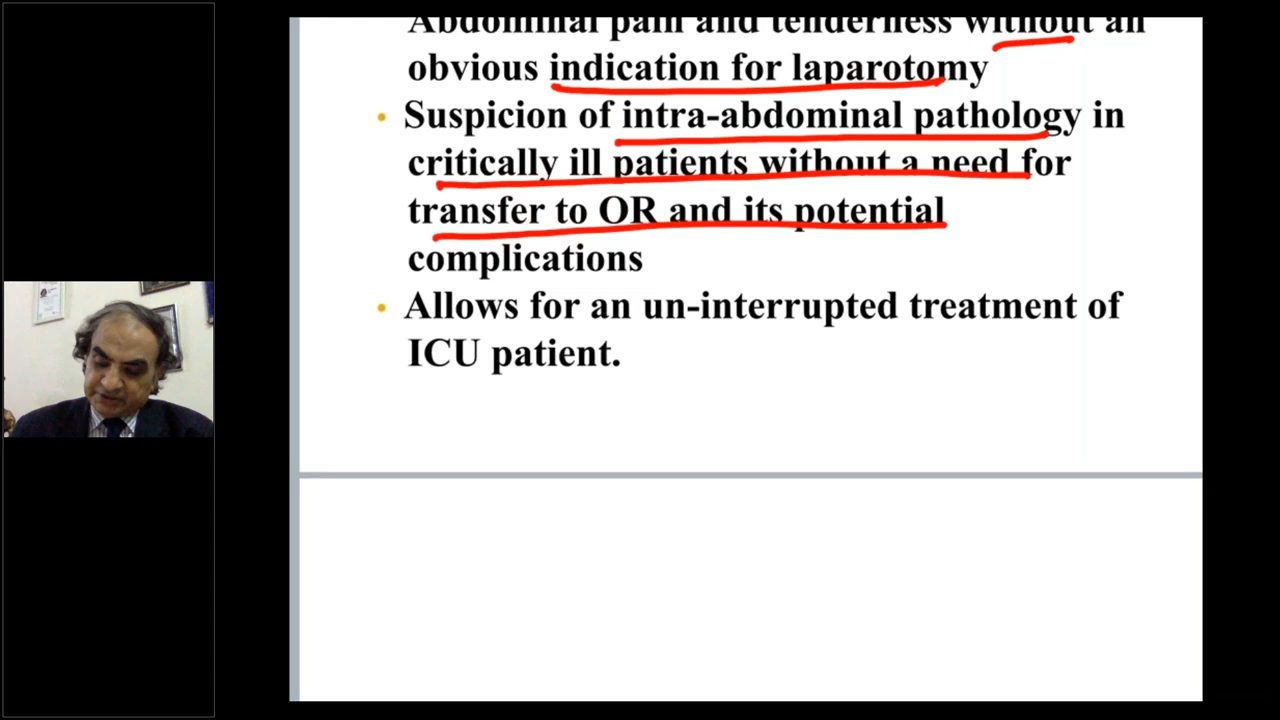 Abdominal pain and tenderness without an
obvious indication for laparotomy
• Suspicion of intra-abdominal pathology in
critically ill patients without a need for
transfer to OR and its potential
complications
• Allows for an un-interrupted treatment of
ICU patient.